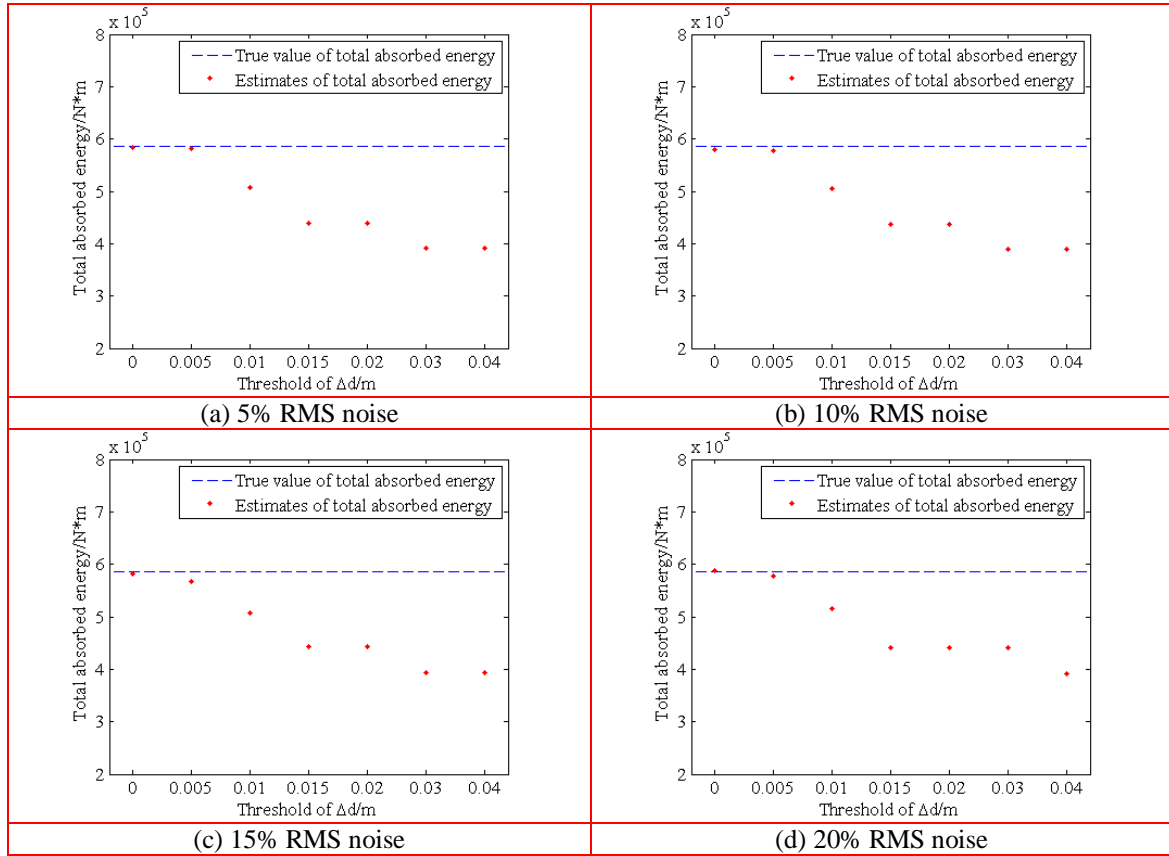 x 10^5
8
7
6
5
4
3
2
Total absorbed energy/N*m
True value of total absorbed energy
Estimates of total absorbed energy
0 0.005 0.01 0.015 0.02 0.03 0.04
Threshold of Δd/m
(a) 5% RMS noise
x 10^5
8
7
6
5
4
3
2
Total absorbed energy/N*m
True value of total absorbed energy
Estimates of total absorbed energy
0 0.005 0.01 0.015 0.02 0.03 0.04
Threshold of Δd/m
(b) 10% RMS noise
x 10^5
8
7
6
5
4
3
2
Total absorbed energy/N*m
True value of total absorbed energy
Estimates of total absorbed energy
0 0.005 0.01 0.015 0.02 0.03 0.04
Threshold of Δd/m
(c) 15% RMS noise
x 10^5
8
7
6
5
4
3
2
Total absorbed energy/N*m
True value of total absorbed energy
Estimates of total absorbed energy
0 0.005 0.01 0.015 0.02 0.03 0.04
Threshold of Δd/m
(d) 20% RMS noise